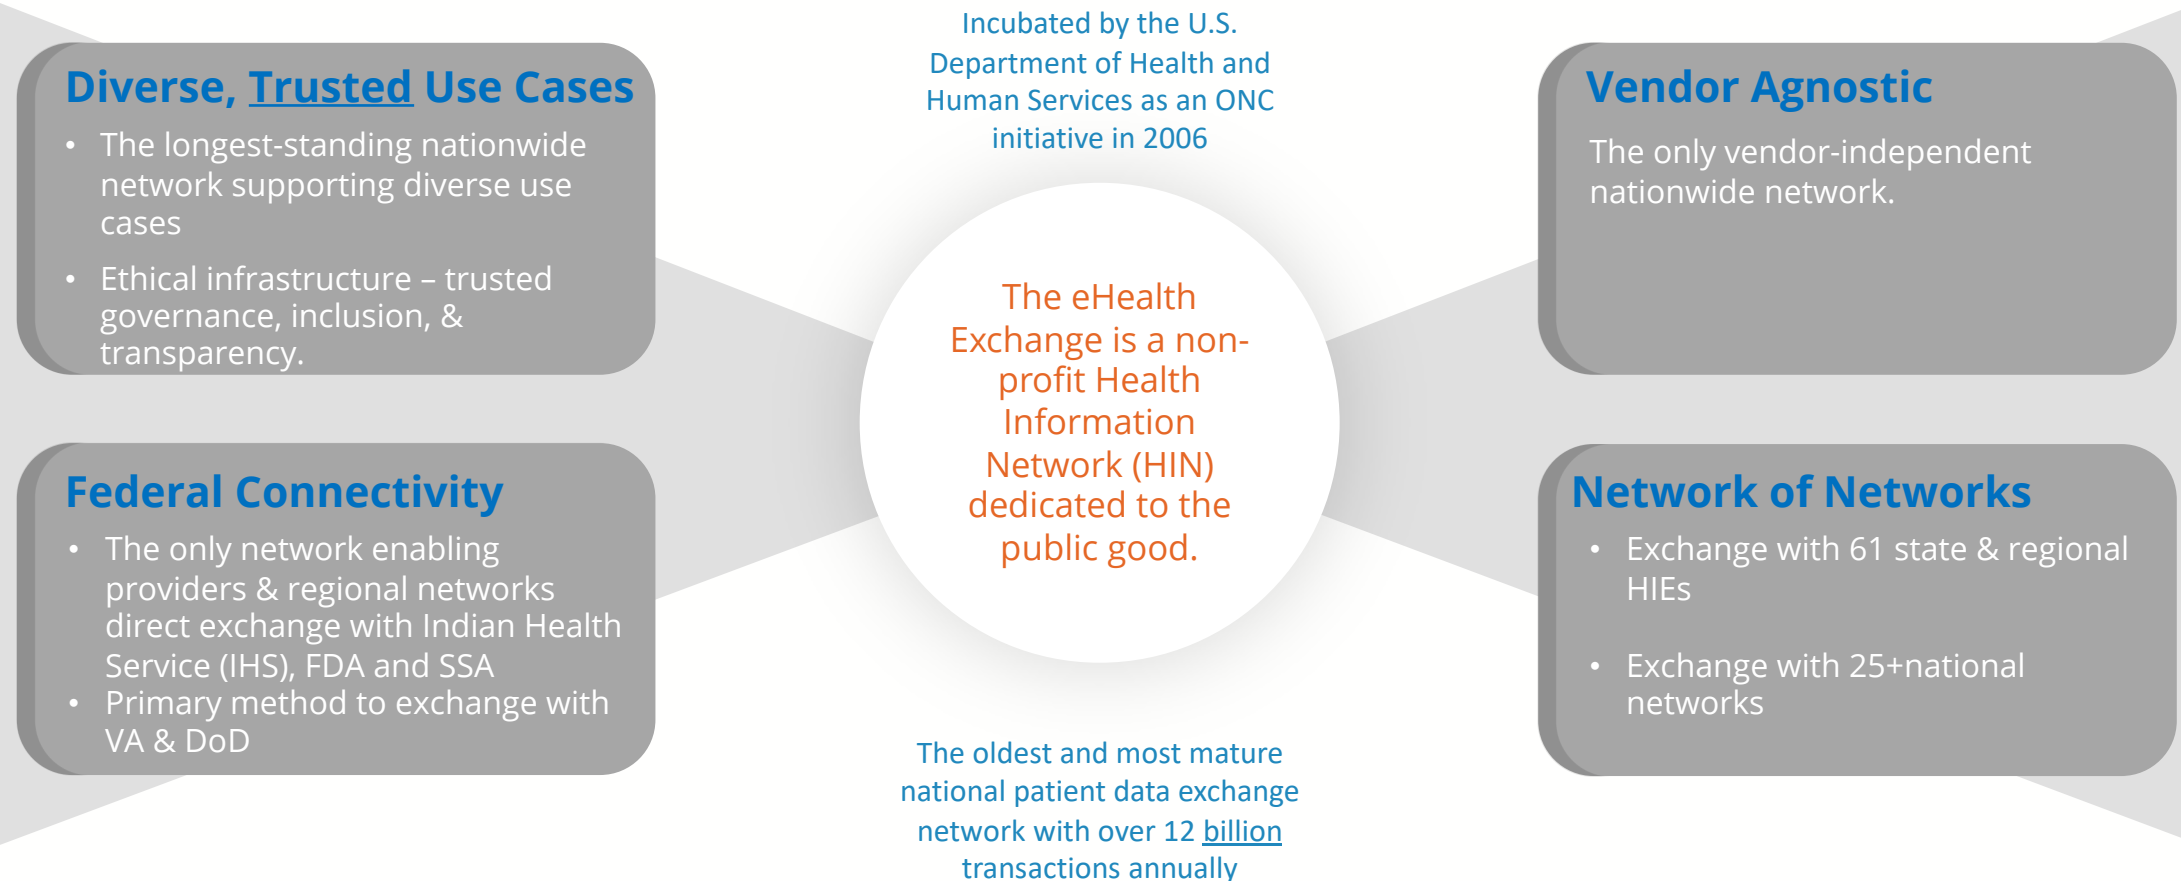 Diverse, Trusted Use Cases
• The longest-standing nationwide
network supporting diverse use
cases
• Ethical infrastructure – trusted
governance, inclusion, &
transparency.
Federal Connectivity
• The only network enabling
providers & regional networks
direct exchange with Indian Health
Service (IHS), FDA and SSA
• Primary method to exchange with
VA & DoD
Incubated by the U.S.
Department of Health and
Human Services as an ONC
initiative in 2006
The eHealth
Exchange is a non-
profit Health
Information
Network (HIN)
dedicated to the
public good.
The oldest and most mature
national patient data exchange
network with over 12 billion
transactions annually
Vendor Agnostic
The only vendor-independent
nationwide network.
Network of Networks
• Exchange with 61 state & regional
HIEs
• Exchange with 25+national
networks